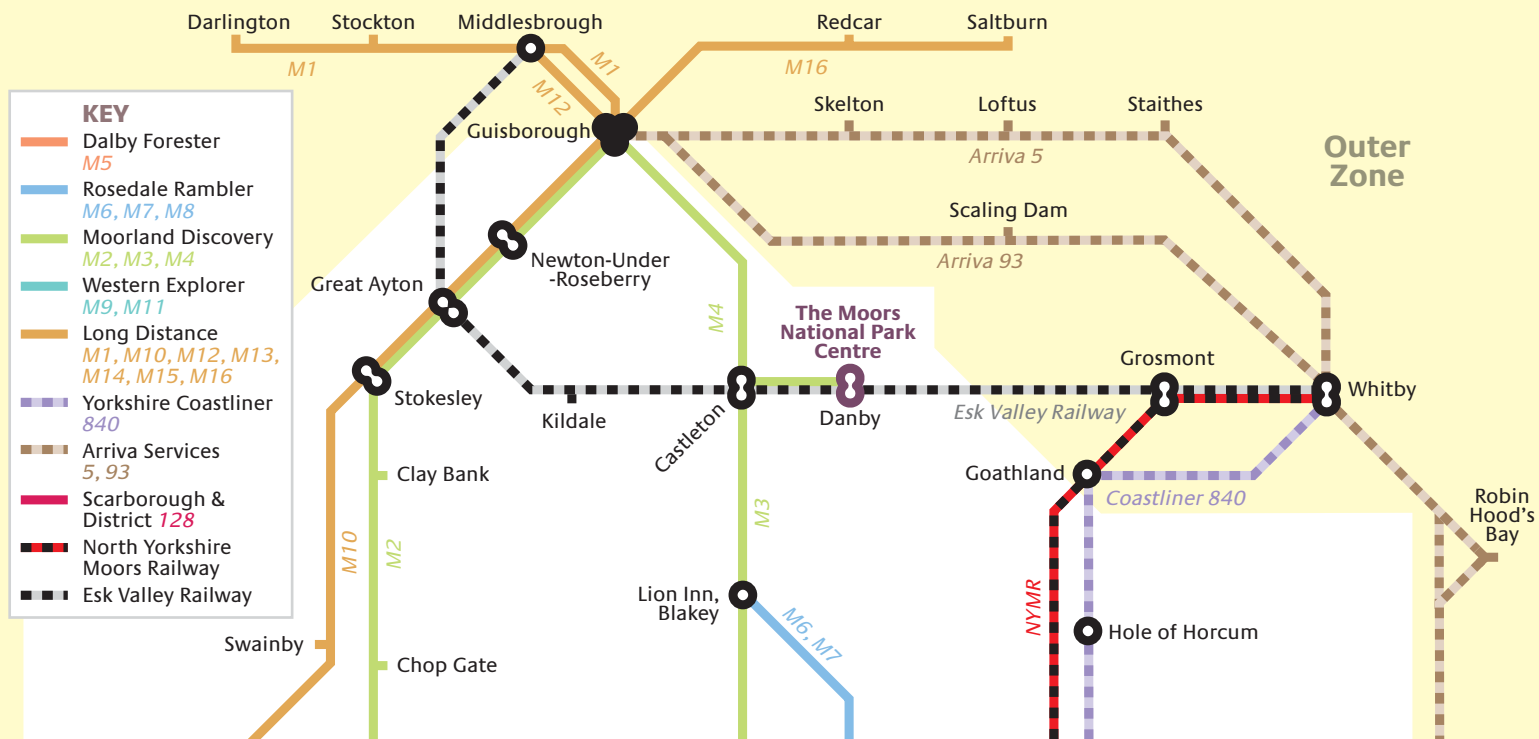 Darlington
Stockton
Middlesbrough
Redcar
Saltburn
M1
M12
M1
M16
KEY
Dalby Forester
M5
Rosedale Rambler
M6, M7, M8
Moorland Discovery
M2, M3, M4
Western Explorer
M9, M11
Long Distance
M1, M10, M12, M13,
M14, M15, M16
Yorkshire Coastliner
840
Arriva Services
5, 93
Scarborough &
District 128
North Yorkshire
Moors Railway
Esk Valley Railway
Guisborough
Skelton
Loftus
Staithes
Arriva 5
Outer
Zone
Scaling Dam
Arriva 93
Newton-Under
-Roseberry
Great Ayton
M4
The Moors
National Park
Centre
Grosmont
Whitby
Stokesley
Kildale
Castleton
Danby
Esk Valley Railway
Clay Bank
Goathland
Coastliner 840
Robin
Hood's
Bay
M10
M2
M3
Lion Inn,
Blakey
M6, M7
NYMR
Hole of Horcum
Swainby
Chop Gate